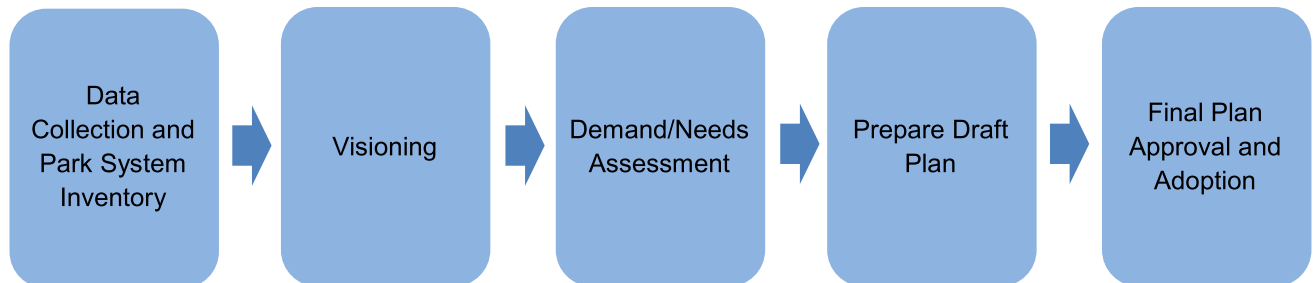 Data
Collection and
Park System
Inventory
Visioning
Demand/Needs
Assessment
Prepare Draft
Plan
Final Plan
Approval and
Adoption